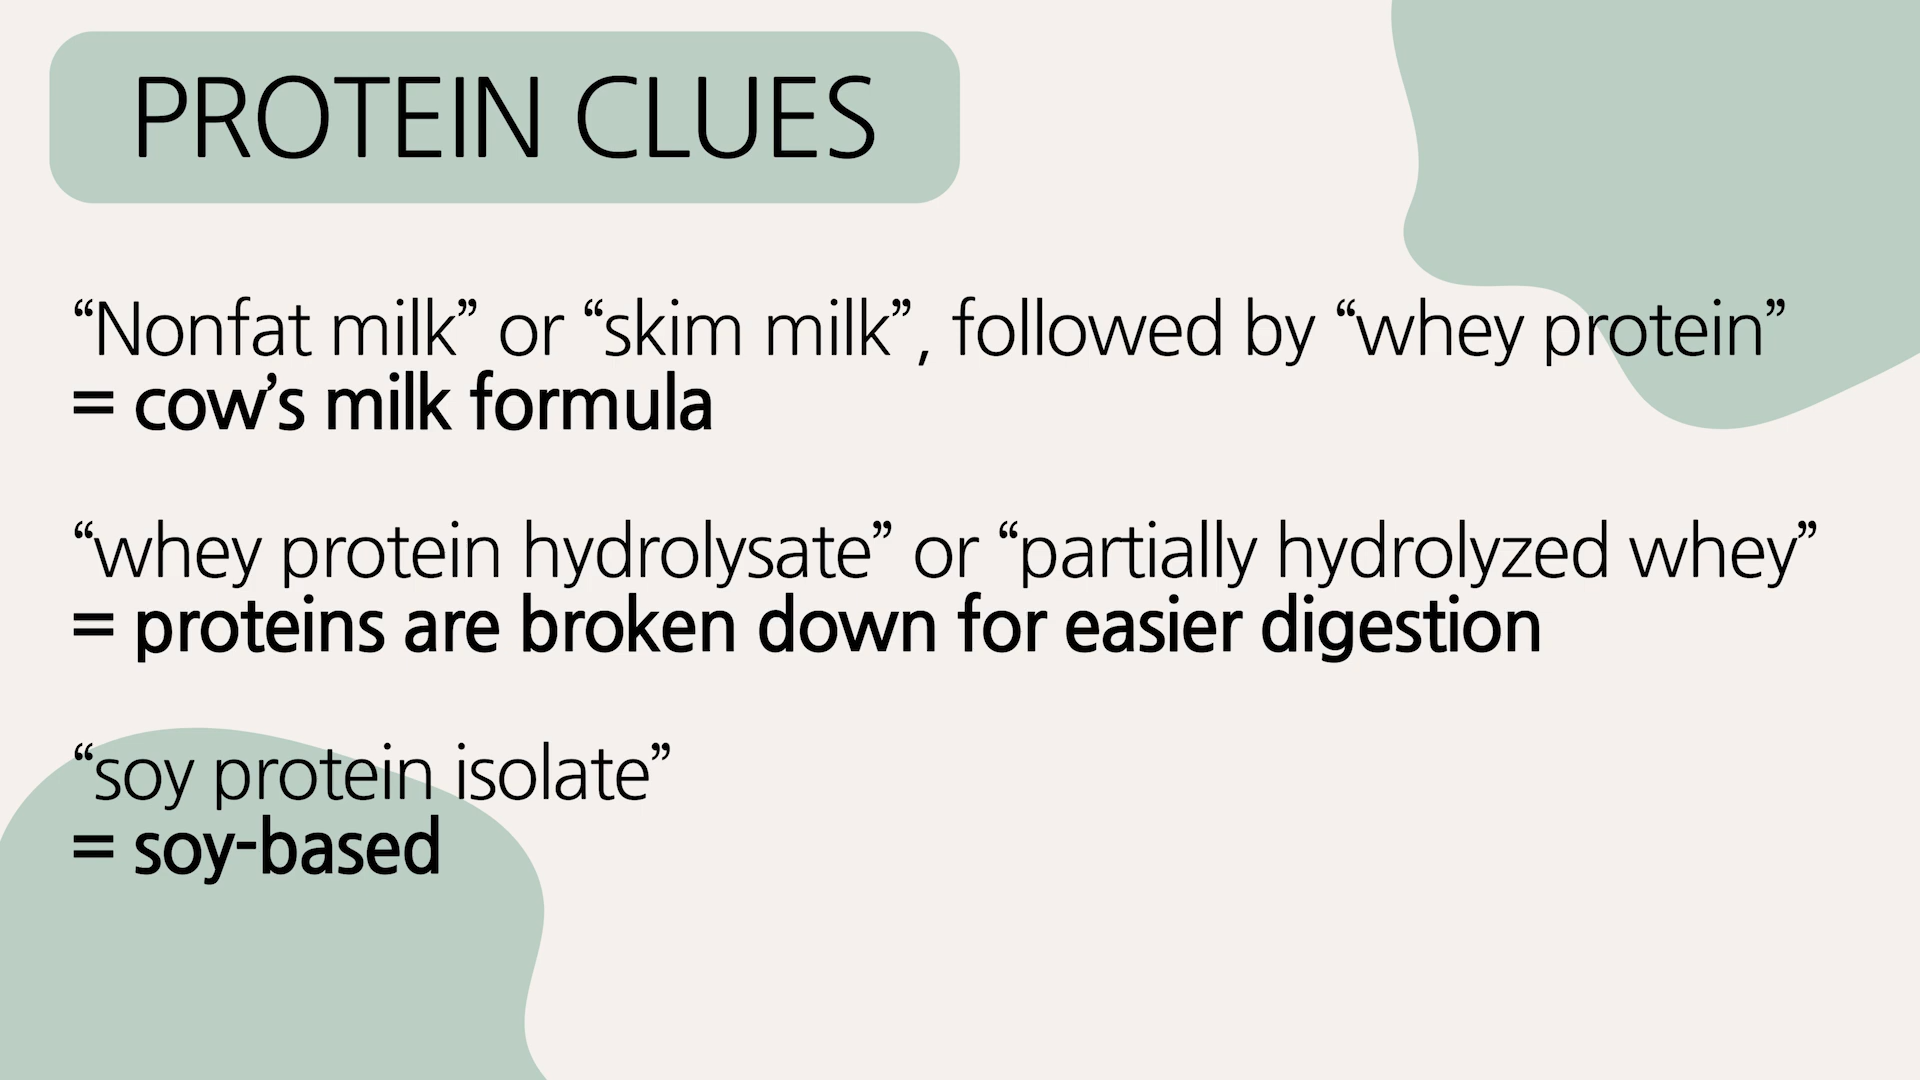 PROTEIN CLUES
“Nonfat milk” or “skim milk”, followed by “whey protein”
= cow’s milk formula
“whey protein hydrolysate” or “partially hydrolyzed whey”
= proteins are broken down for easier digestion
“soy protein isolate”
= soy-based